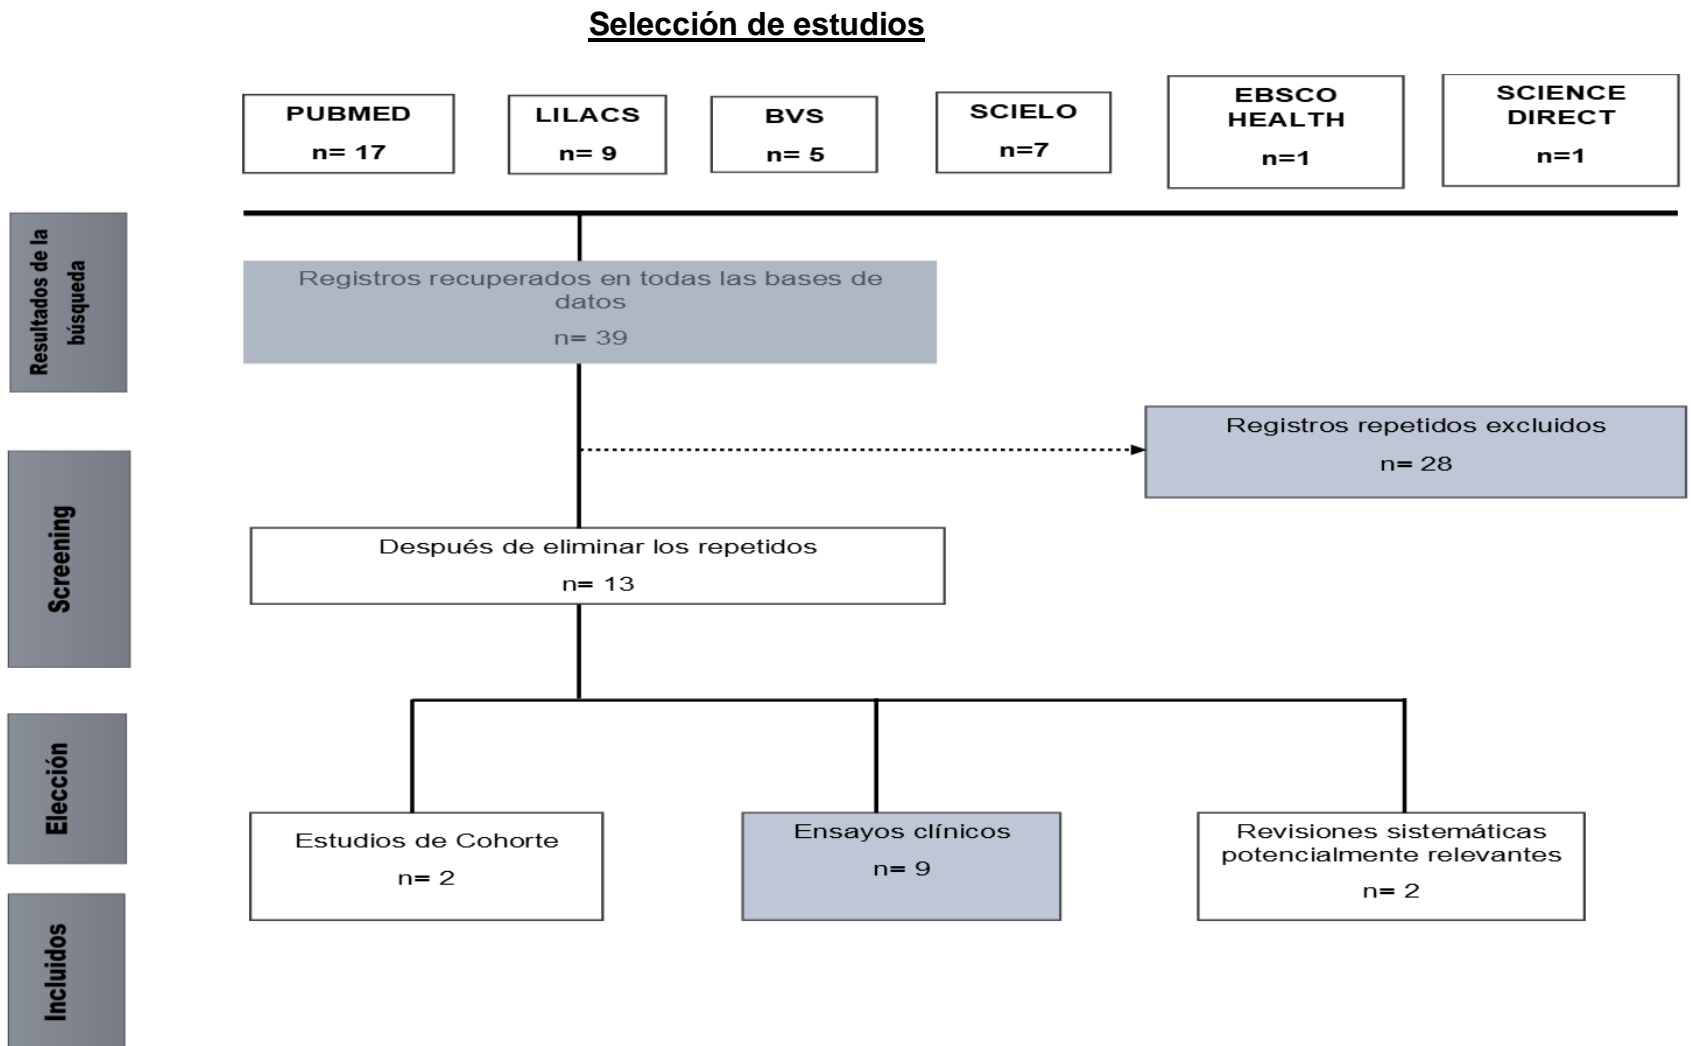 Selección de estudios
PUBMED
n= 17
LILACS
n= 9
BVS
n= 5
SCIELO
n=7
EBSCO
HEALTH
n=1
SCIENCE
DIRECT
n=1
Resultados de la
búsqueda
Registros recuperados en todas las bases de
datos
n= 39
Registros repetidos excluidos
n= 28
Screening
Después de eliminar los repetidos
n= 13
Elección
Estudios de Cohorte
n= 2
Ensayos clínicos
n= 9
Revisiones sistemáticas
potencialmente relevantes
n= 2
Incluidos